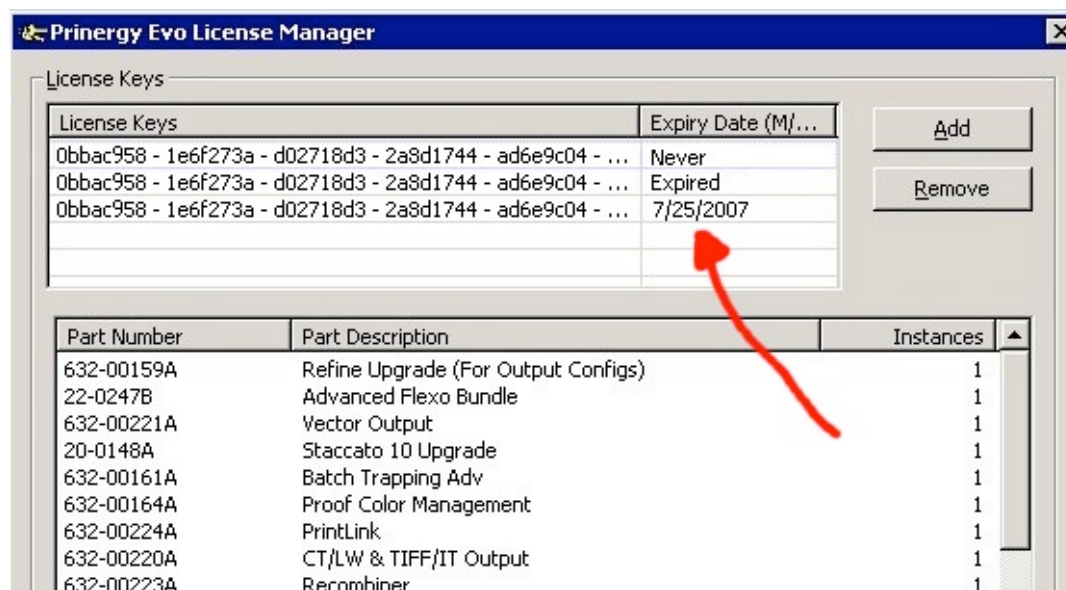 Prinergy Evo License Manager
License Keys
License Keys Expiry Date (M/...
Add
0bbac958 - 1e6f273a - d02718d3 - 2a8d1744 - ad6e9c04 - ... Never
0bbac958 - 1e6f273a - d02718d3 - 2a8d1744 - ad6e9c04 - ... Expired
Remove
0bbac958 - 1e6f273a - d02718d3 - 2a8d1744 - ad6e9c04 - ... 7/25/2007
Part Number Part Description Instances
632-00159A Refine Upgrade (For Output Configs) 1
22-0247B Advanced Flexo Bundle 1
632-00221A Vector Output 1
20-0148A Staccato 10 Upgrade 1
632-00161A Batch Trapping Adv 1
632-00164A Proof Color Management 1
632-00224A PrintLink 1
632-00220A CT/LW & TIFF/IT Output 1
632-00223A Recombiner 1